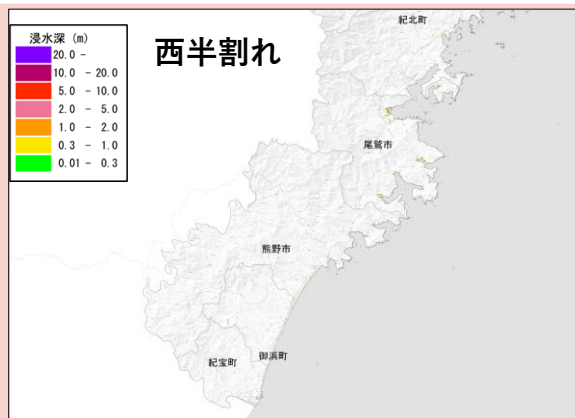 浸水深 (m)
西半割れ
20.0 -
10.0 - 20.0
5.0 - 10.0
2.0 - 5.0
1.0 - 2.0
0.3 - 1.0
0.01 - 0.3
紀北町
尾鷲市
熊野市
御浜町
紀宝町